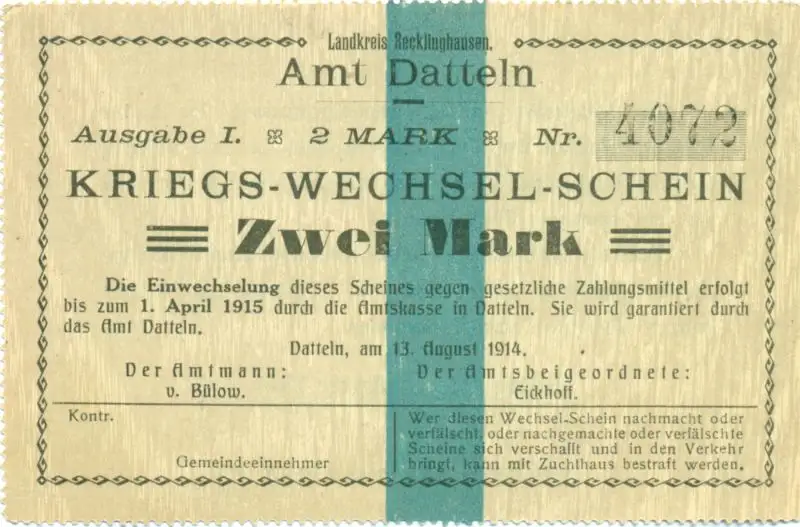 Landkreis Recklinghausen.
Amt Datteln
Ausgabe I. 2 MARK Nr. 4072
KRIEGS-WECHSEL-SCHEIN
Zwei Mark
Die Einwechselung dieses Scheines gegen gesetzliche Zahlungsmittel erfolgt
bis zum 1. April 1915 durch die Amtskasse in Datteln. Sie wird garantiert durch
das Amt Datteln.
Datteln, am 13. August 1914.
Der Amtmann: Der Amtsbeigeordnete:
v. Bülow. Eickhoff.
Kontr.
Gemeindeeinnehmer
Wer diesen Wechsel-Schein nachmacht oder
verfälscht, oder nachgemachte oder verfälschte
Scheine sich verschafft und in den Verkehr
bringt, kann mit Zuchthaus bestraft werden.